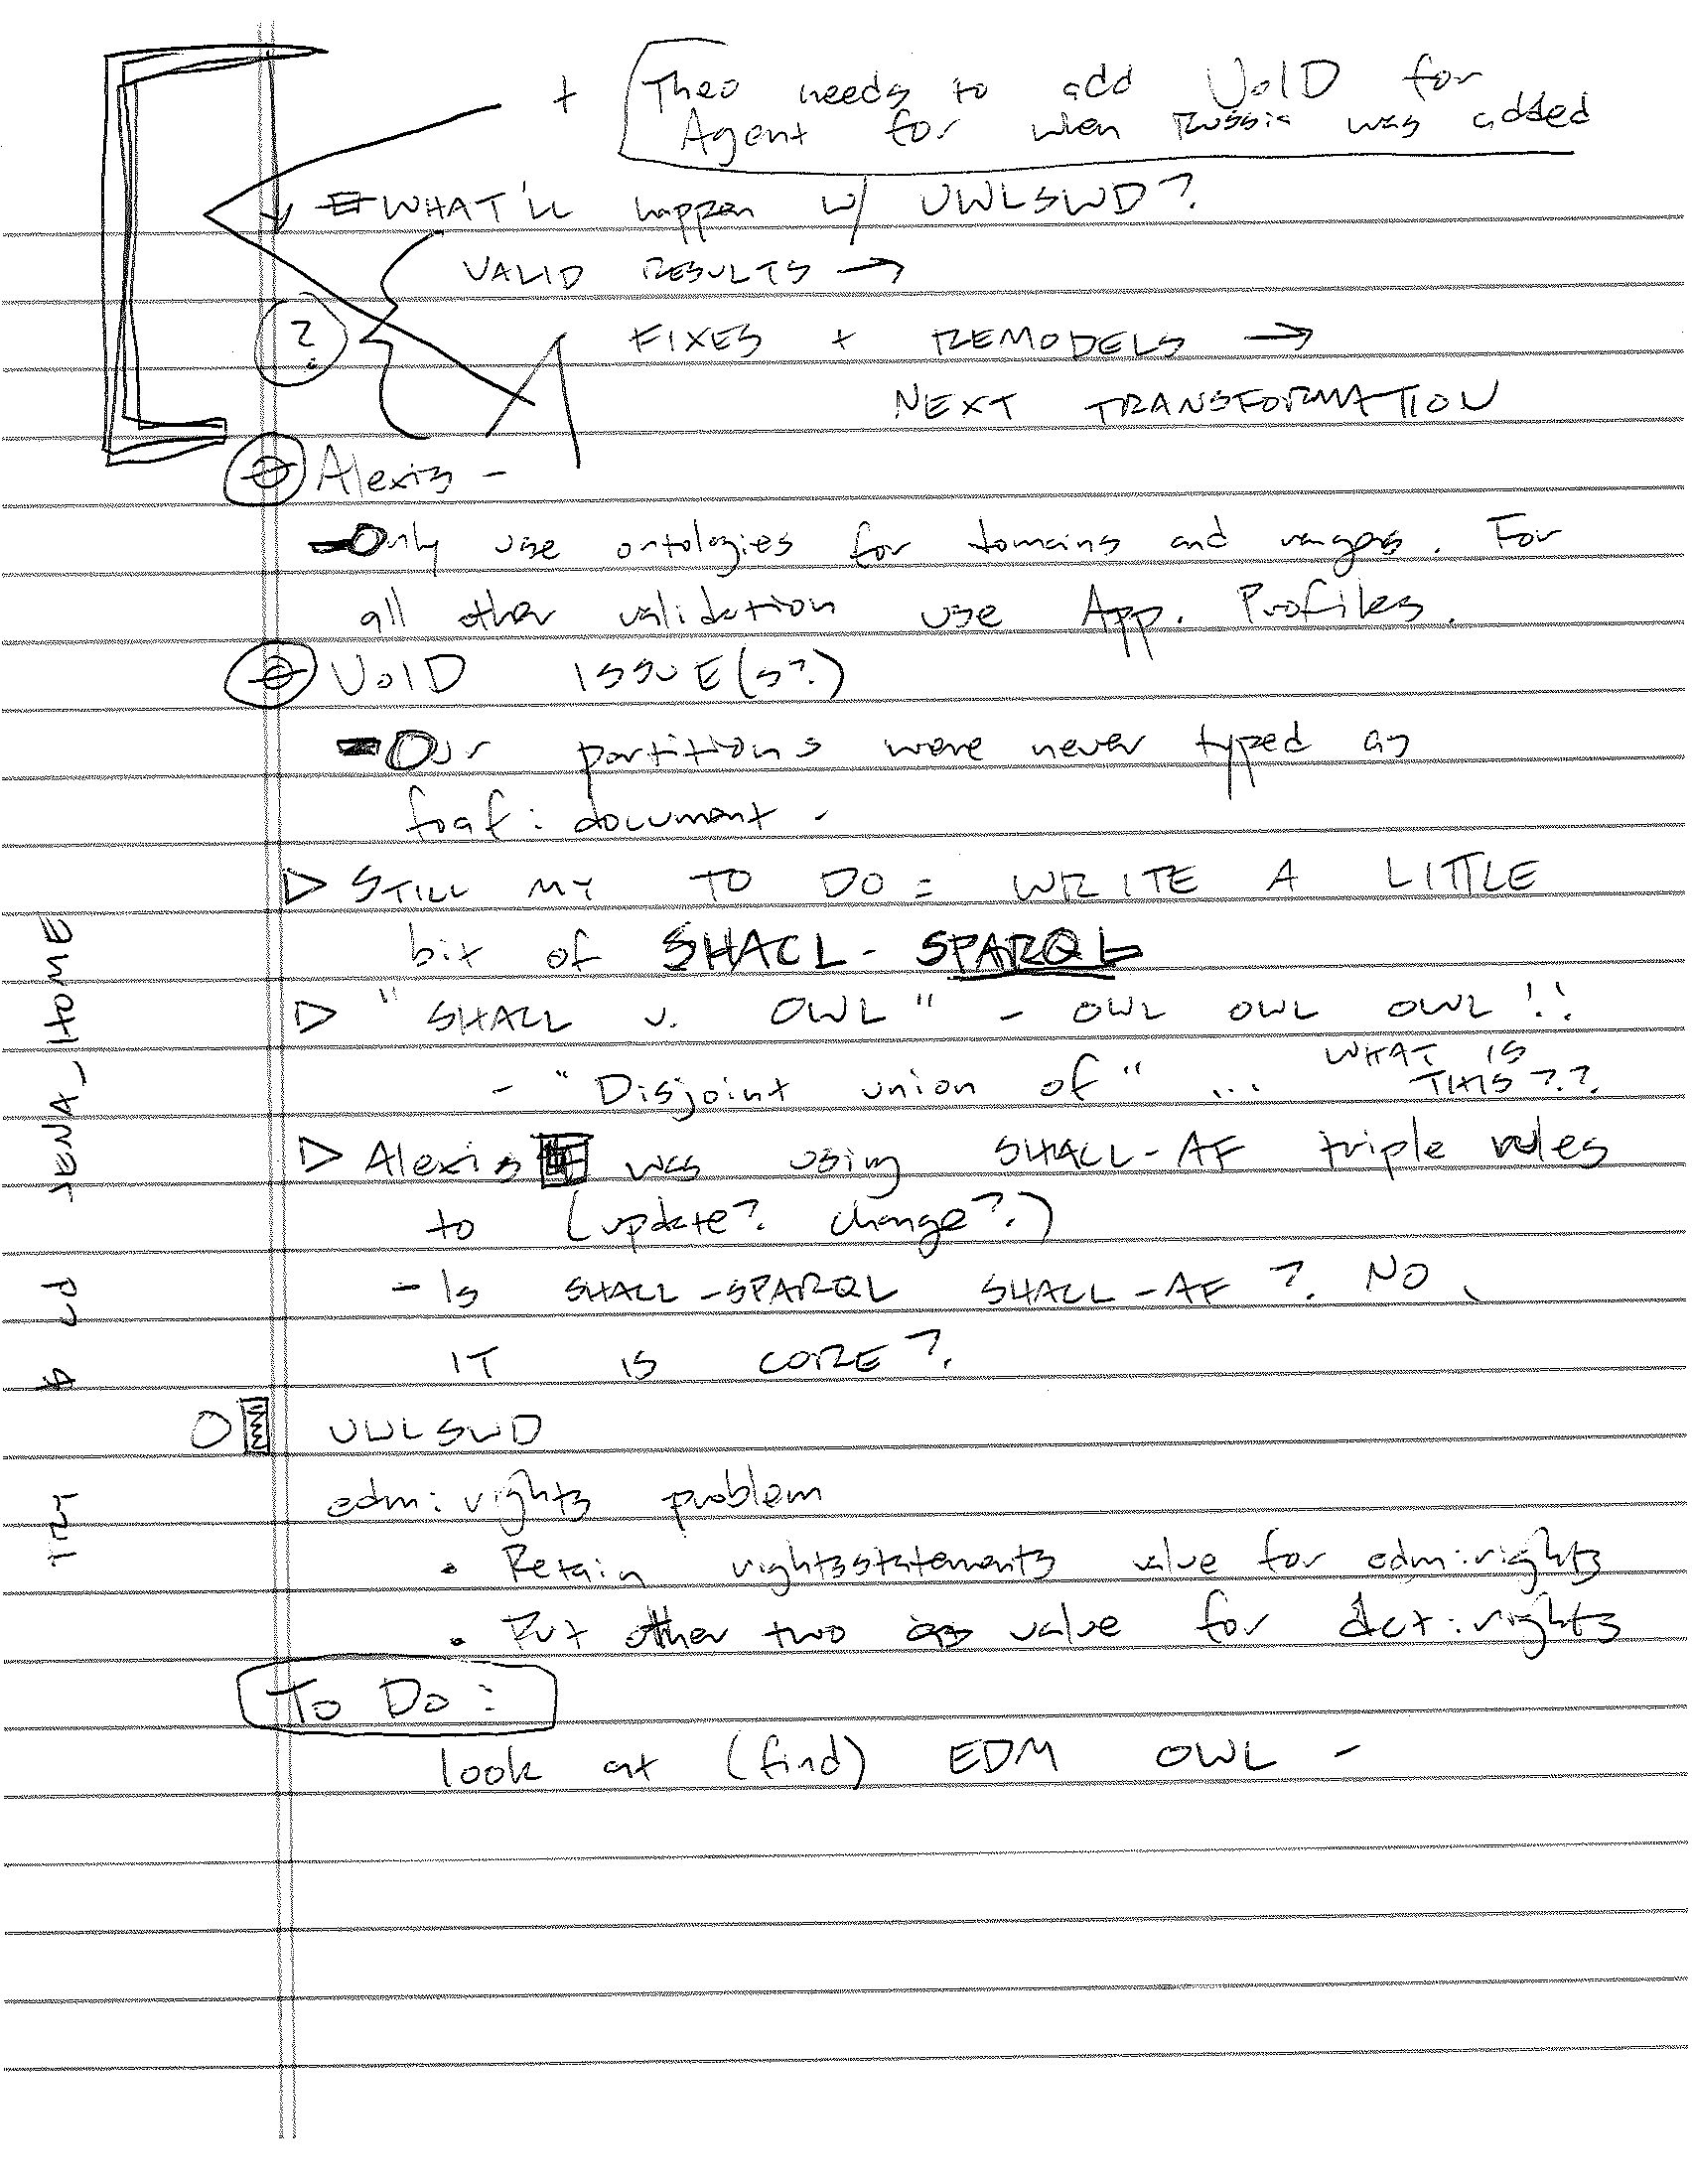 + Theo needs to add VoID for
Agent for when Russia was added
WHAT'LL happen w/ UWLSWD?
VALID RESULTS →
? FIXES + REMODELS →
NEXT TRANSFORMATION
Alexis -
- Only use ontologies for domains and ranges. For
all other validation use App. Profiles.
VoID ISSUE(s?)
- Our partitions were never typed as
foaf:document.
▷ STILL MY TO DO: WRITE A LITTLE
bit of SHACL-SPARQL
▷ "SHACL v. OWL" - OWL OWL OWL!!
- "Disjoint union of" ... WHAT IS
THIS??
▷ Alexis was using SHACL-AF triple rules
to (update? change?)
- Is SHACL-SPARQL SHACL-AF? NO,
IT IS CORE?
UWLSWD
edm:rights problem
• Retain rightsstatements value for edm:rights
• Put other two as value for dct:rights
To Do:
look at (find) EDM OWL -
TRY $ cd JENA_HOME